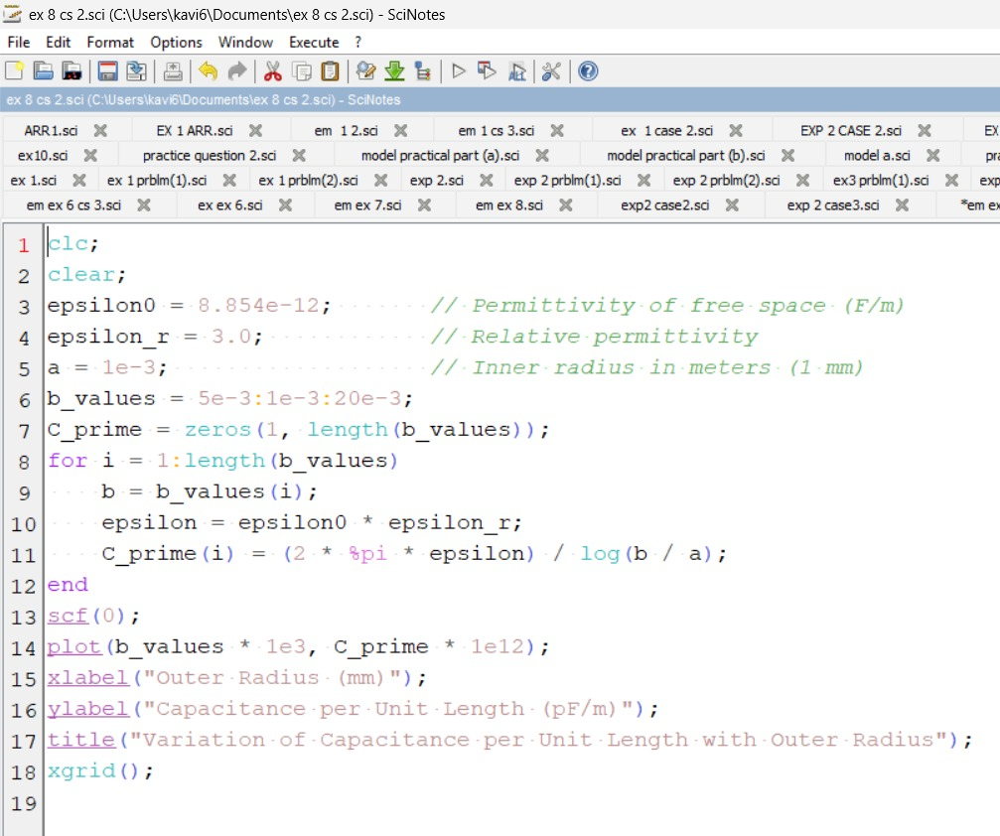 ex 8 cs 2.sci (C:\Users\kavi6\Documents\ex 8 cs 2.sci) - SciNotes
File Edit Format Options Window Execute ?
ex 8 cs 2.sci (C:\Users\kavi6\Documents\ex 8 cs 2.sci) - SciNotes
ARR1.sci EX 1 ARR.sci em 1 2.sci em 1 cs 3.sci ex 1 case 2.sci EXP 2 CASE 2.sci EX
ex10.sci practice question 2.sci model practical part (a).sci model practical part (b).sci model a.sci pra
ex 1.sci ex 1 prblm(1).sci ex 1 prblm(2).sci exp 2.sci exp 2 prblm(1).sci exp 2 prblm(2).sci ex3 prblm(1).sci exp
em ex 6 cs 3.sci ex ex 6.sci em ex 7.sci em ex 8.sci exp2 case2.sci exp 2 case3.sci *em ex
1 clc;
2 clear;
3 epsilon0 = 8.854e-12; // Permittivity of free space (F/m)
4 epsilon_r = 3.0; // Relative permittivity
5 a = 1e-3; // Inner radius in meters (1 mm)
6 b_values = 5e-3:1e-3:20e-3;
7 C_prime = zeros(1, length(b_values));
8 for i = 1:length(b_values)
9 b = b_values(i);
10 epsilon = epsilon0 * epsilon_r;
11 C_prime(i) = (2 * %pi * epsilon) / log(b / a);
12 end
13 scf(0);
14 plot(b_values * 1e3, C_prime * 1e12);
15 xlabel("Outer Radius (mm)");
16 ylabel("Capacitance per Unit Length (pF/m)");
17 title("Variation of Capacitance per Unit Length with Outer Radius");
18 xgrid();
19